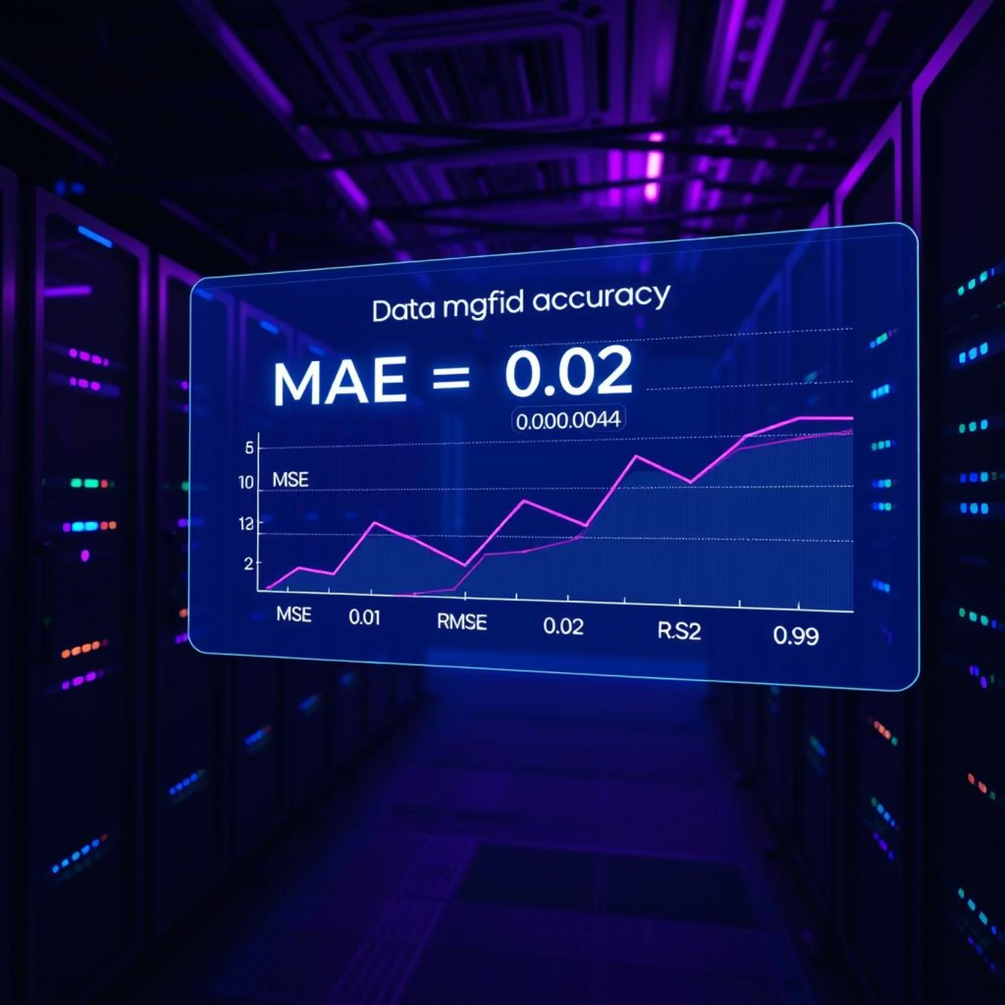 Data mgfid accuracy
MAE = 0.02
0.000.0044
5
10
MSE
12
2
MSE 0.01 RMSE 0.02 R.S2 0.99